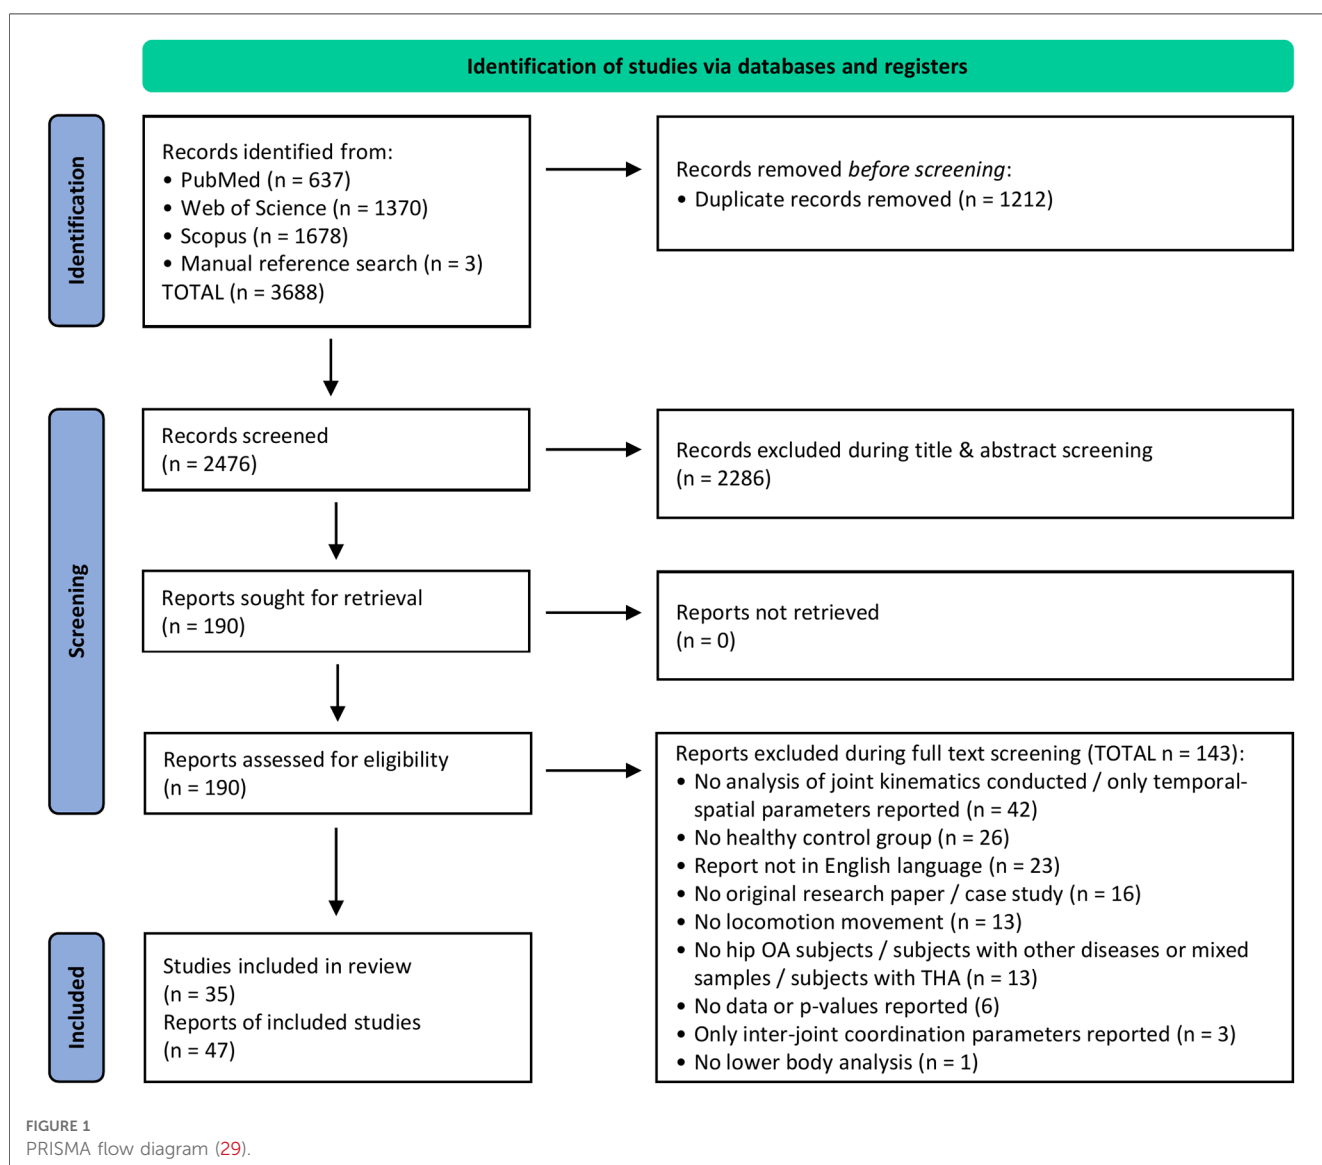 Identification of studies via databases and registers
Identification
Records identified from:
• PubMed (n = 637)
• Web of Science (n = 1370)
• Scopus (n = 1678)
• Manual reference search (n = 3)
TOTAL (n = 3688)
Records removed before screening:
• Duplicate records removed (n = 1212)
Screening
Records screened
(n = 2476)
Records excluded during title & abstract screening
(n = 2286)
Reports sought for retrieval
(n = 190)
Reports not retrieved
(n = 0)
Reports assessed for eligibility
(n = 190)
Reports excluded during full text screening (TOTAL n = 143):
• No analysis of joint kinematics conducted / only temporal-
spatial parameters reported (n = 42)
• No healthy control group (n = 26)
• Report not in English language (n = 23)
• No original research paper / case study (n = 16)
• No locomotion movement (n = 13)
• No hip OA subjects / subjects with other diseases or mixed
samples / subjects with THA (n = 13)
• No data or p-values reported (6)
• Only inter-joint coordination parameters reported (n = 3)
• No lower body analysis (n = 1)
Included
Studies included in review
(n = 35)
Reports of included studies
(n = 47)
FIGURE 1
PRISMA flow diagram (29).